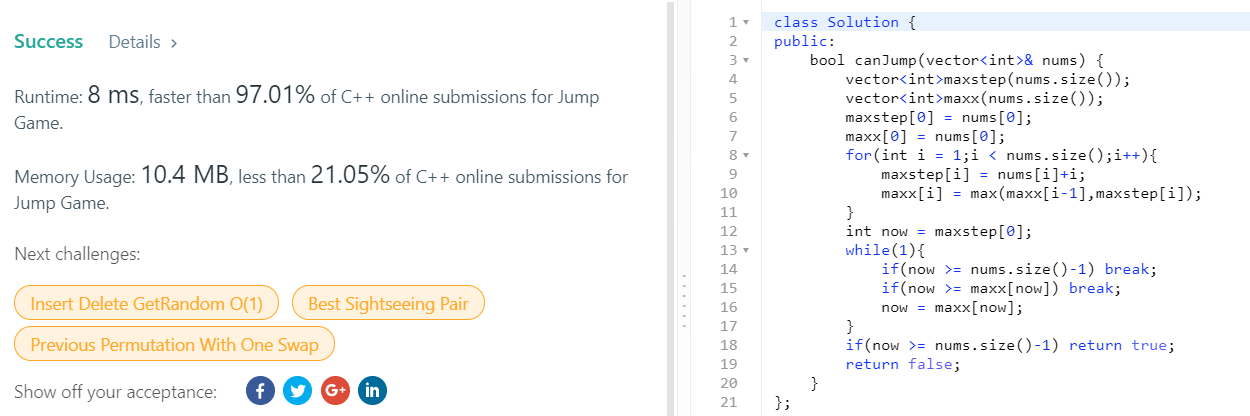 Success Details >
Runtime: 8 ms, faster than 97.01% of C++ online submissions for Jump
Game.
Memory Usage: 10.4 MB, less than 21.05% of C++ online submissions for
Jump Game.
Next challenges:
Insert Delete GetRandom O(1) Best Sightseeing Pair
Previous Permutation With One Swap
Show off your acceptance: f G+ in
1 class Solution {
2 public:
3     bool canJump(vector<int>& nums) {
4         vector<int>maxstep(nums.size());
5         vector<int>maxx(nums.size());
6         maxstep[0] = nums[0];
7         maxx[0] = nums[0];
8         for(int i = 1;i < nums.size();i++){
9             maxstep[i] = nums[i]+i;
10             maxx[i] = max(maxx[i-1],maxstep[i]);
11         }
12         int now = maxstep[0];
13         while(1){
14             if(now >= nums.size()-1) break;
15             if(now >= maxx[now]) break;
16             now = maxx[now];
17         }
18         if(now >= nums.size()-1) return true;
19         return false;
20     }
21 };